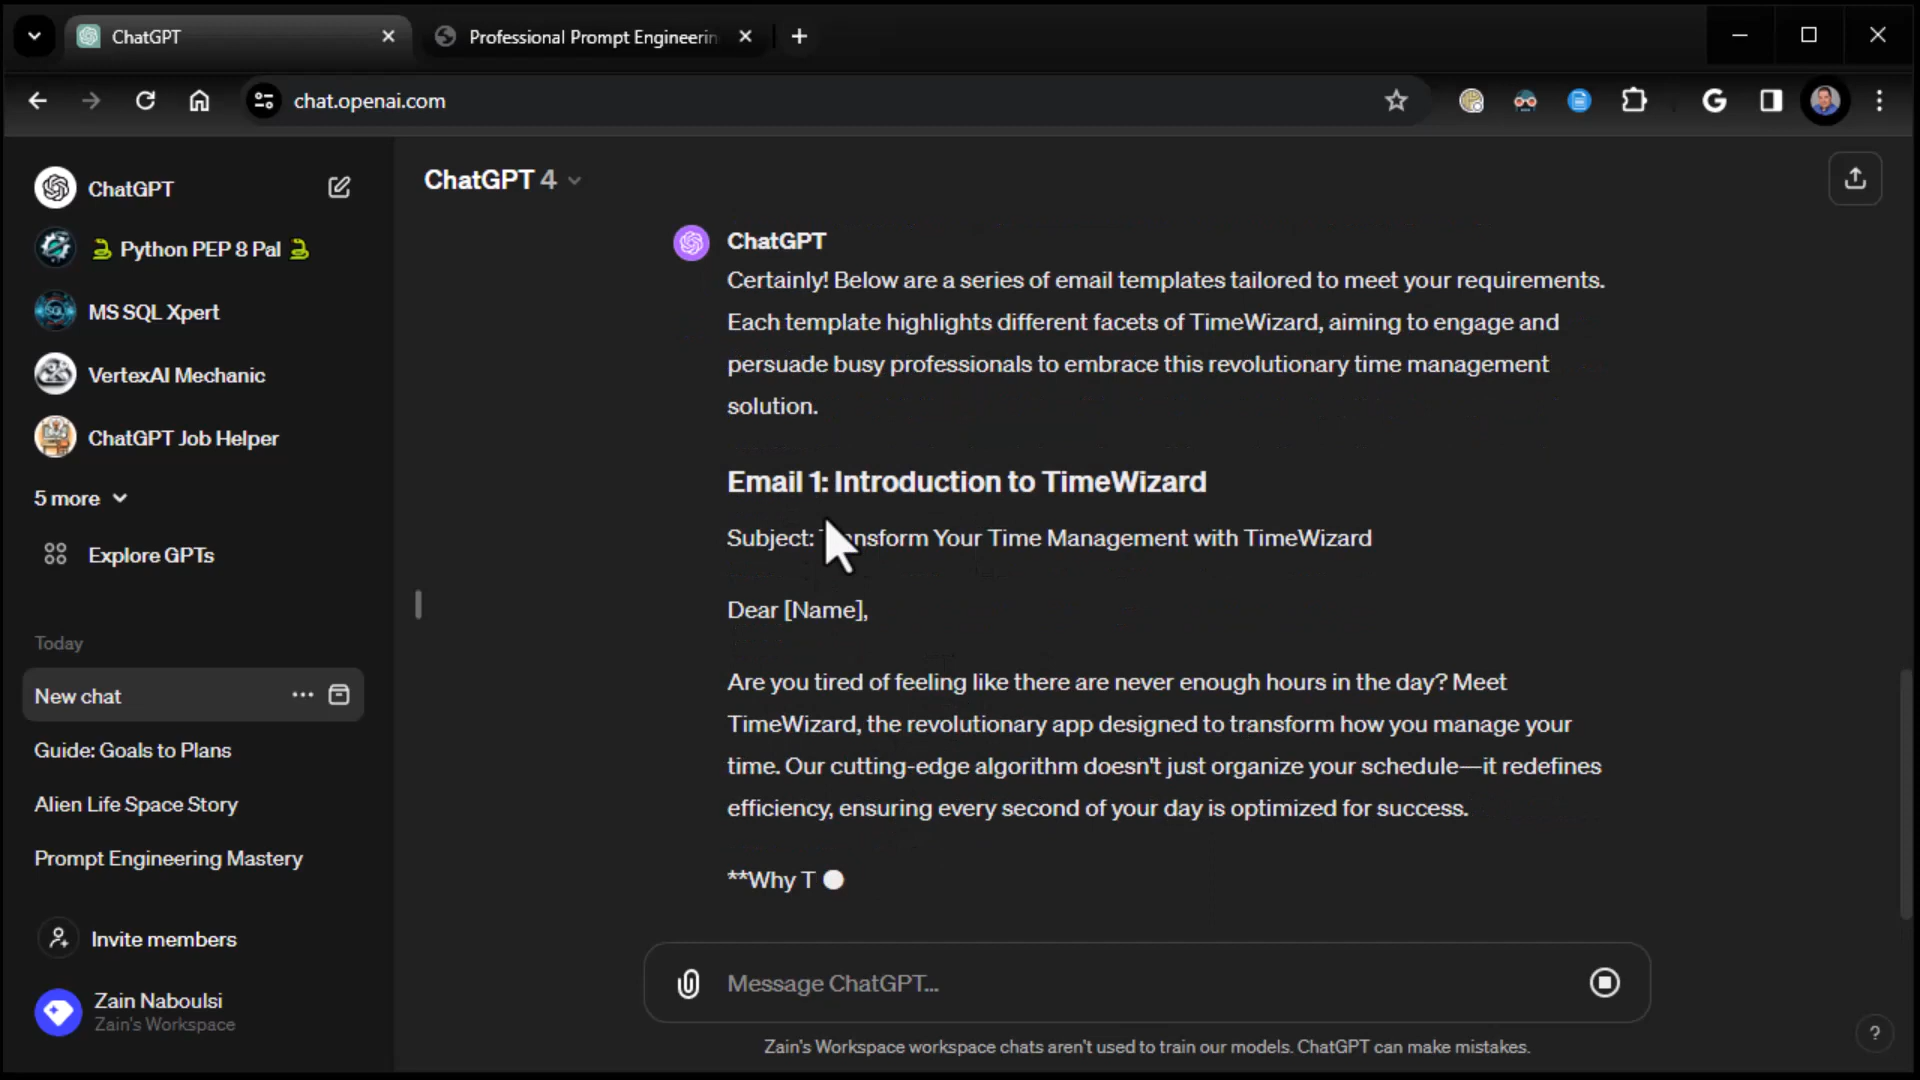 ChatGPT
Professional Prompt Engineerin
chat.openai.com
ChatGPT
Python PEP 8 Pal
MS SQL Xpert
VertexAI Mechanic
ChatGPT Job Helper
5 more
Explore GPTs
Today
New chat
Guide: Goals to Plans
Alien Life Space Story
Prompt Engineering Mastery
Invite members
Zain Naboulsi
Zain's Workspace
ChatGPT 4
ChatGPT
Certainly! Below are a series of email templates tailored to meet your requirements.
Each template highlights different facets of TimeWizard, aiming to engage and
persuade busy professionals to embrace this revolutionary time management
solution.
Email 1: Introduction to TimeWizard
Subject: Transform Your Time Management with TimeWizard
Dear [Name],
Are you tired of feeling like there are never enough hours in the day? Meet
TimeWizard, the revolutionary app designed to transform how you manage your
time. Our cutting-edge algorithm doesn't just organize your schedule—it redefines
efficiency, ensuring every second of your day is optimized for success.
**Why T
Message ChatGPT...
Zain's Workspace workspace chats aren't used to train our models. ChatGPT can make mistakes.
?